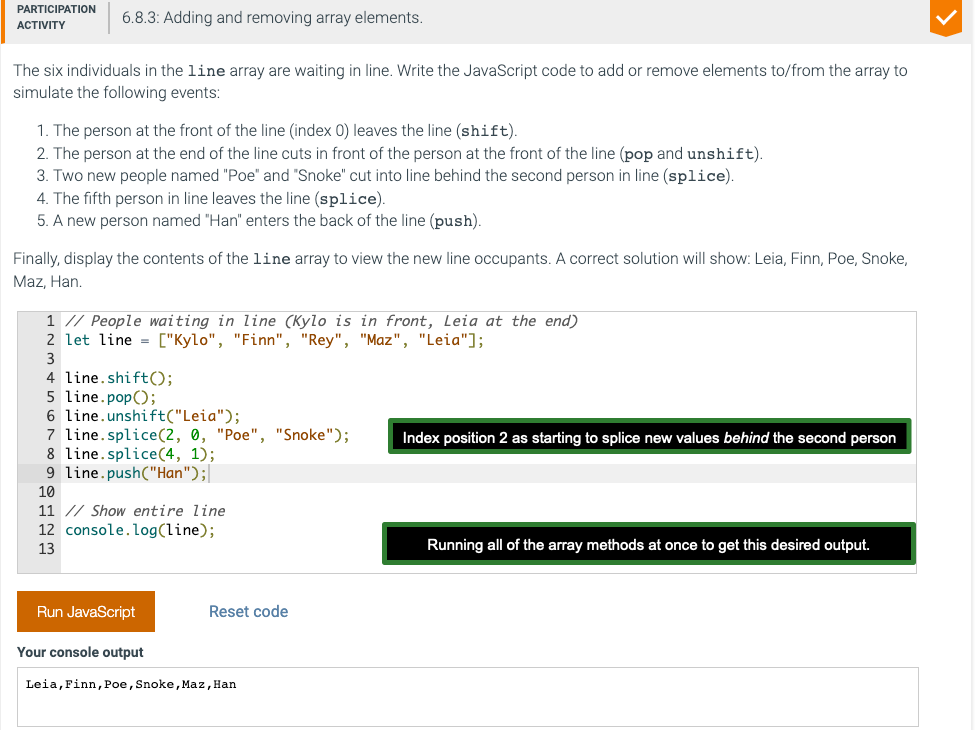 PARTICIPATION
ACTIVITY
6.8.3: Adding and removing array elements.
The six individuals in the line array are waiting in line. Write the JavaScript code to add or remove elements to/from the array to
simulate the following events:
1. The person at the front of the line (index 0) leaves the line (shift).
2. The person at the end of the line cuts in front of the person at the front of the line (pop and unshift).
3. Two new people named "Poe" and "Snoke" cut into line behind the second person in line (splice).
4. The fifth person in line leaves the line (splice).
5. A new person named "Han" enters the back of the line (push).
Finally, display the contents of the line array to view the new line occupants. A correct solution will show: Leia, Finn, Poe, Snoke,
Maz, Han.
1 // People waiting in line (Kylo is in front, Leia at the end)
2 let line = ["Kylo", "Finn", "Rey", "Maz", "Leia"];
3
4 line.shift();
5 line.pop();
6 line.unshift("Leia");
7 line.splice(2, 0, "Poe", "Snoke");
Index position 2 as starting to splice new values behind the second person
8 line.splice(4, 1);
9 line.push("Han");
10
11 // Show entire line
12 console.log(line);
Running all of the array methods at once to get this desired output.
13
Run JavaScript
Reset code
Your console output
Leia,Finn,Poe,Snoke,Maz,Han